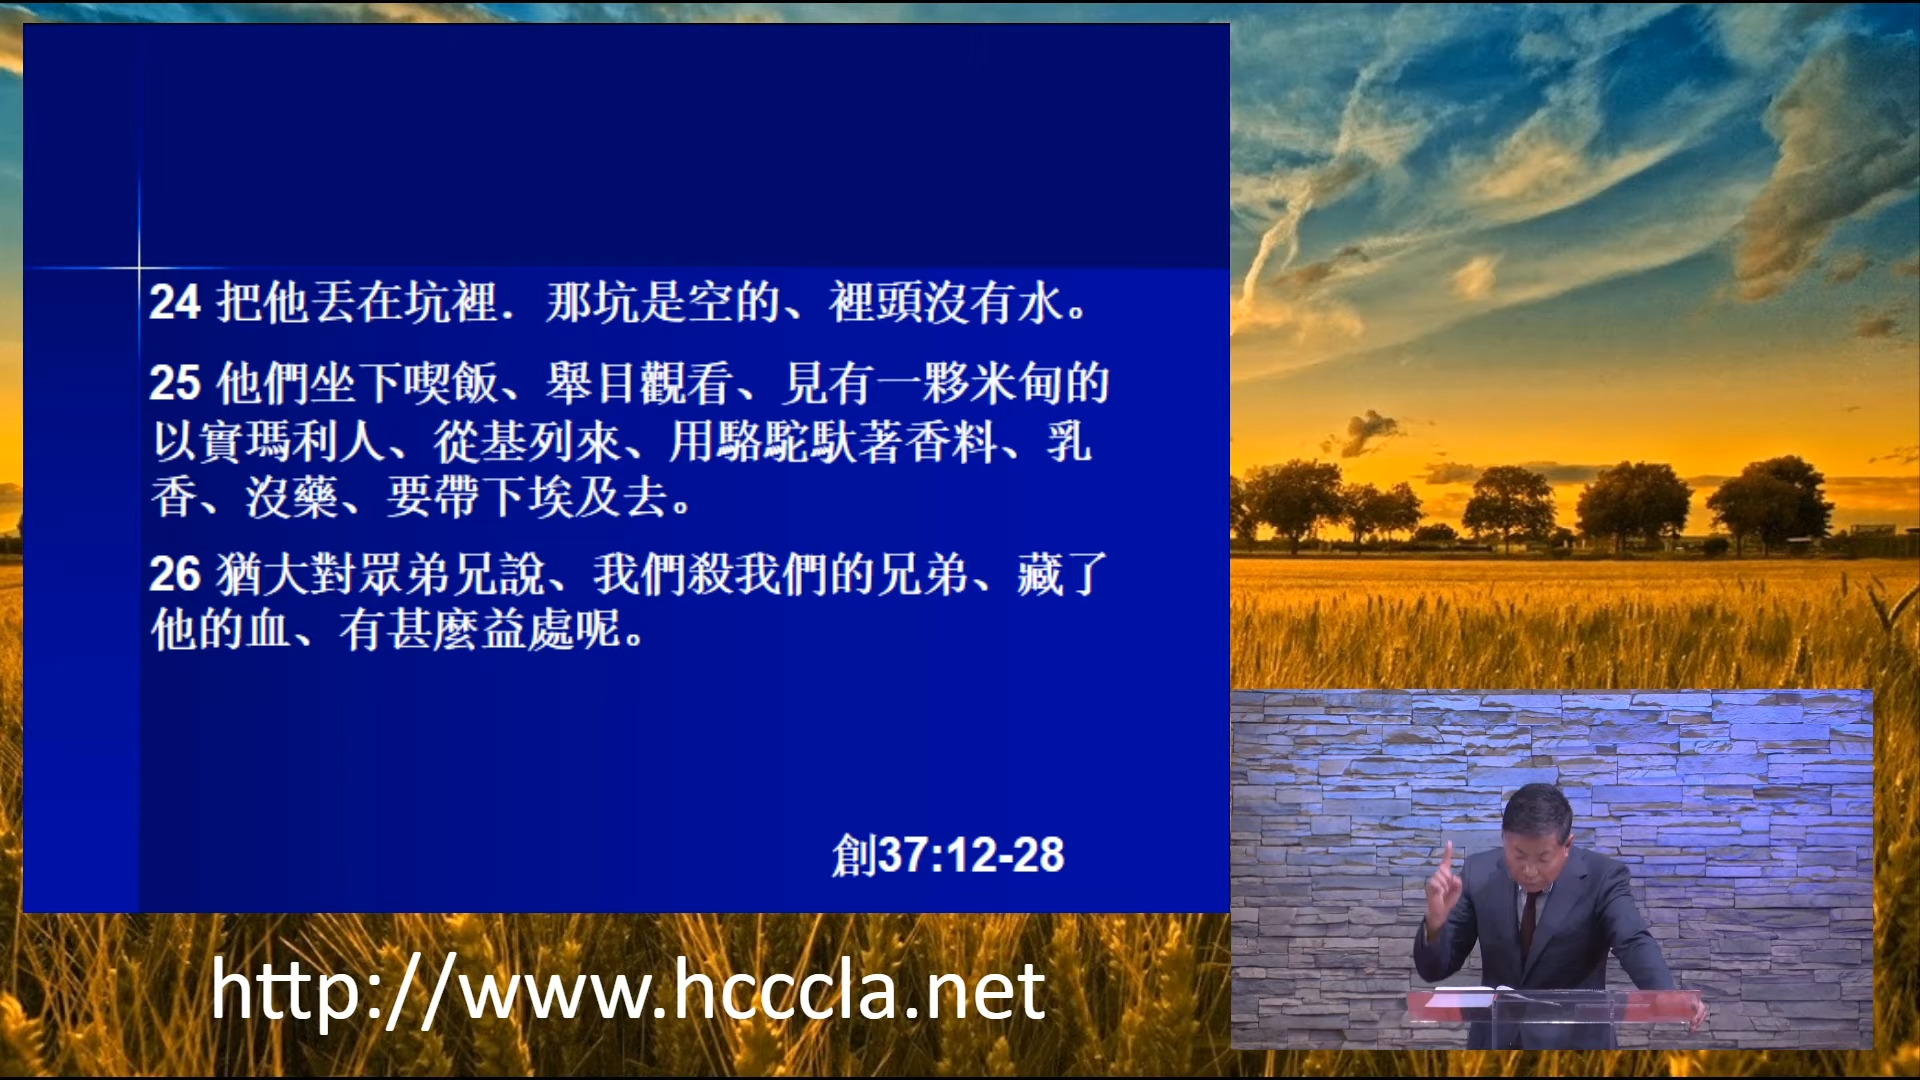 24 把他丟在坑裡．那坑是空的、裡頭沒有水。
25 他們坐下喫飯、舉目觀看、見有一夥米甸的
以實瑪利人、從基列來、用駱駝馱著香料、乳
香、沒藥、要帶下埃及去。
26 猶大對眾弟兄說、我們殺我們的兄弟、藏了
他的血、有甚麼益處呢。
創37:12-28
http://www.hcccla.net